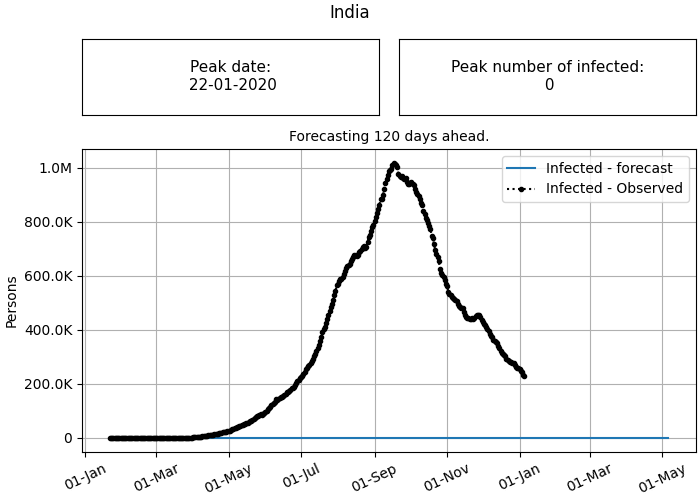 India
Peak date:
22-01-2020
Peak number of infected:
0
Forecasting 120 days ahead.
Infected - forecast
Infected - Observed
Persons
1.0M
800.0K
600.0K
400.0K
200.0K
0
01-Jan
01-Mar
01-May
01-Jul
01-Sep
01-Nov
01-Jan
01-Mar
01-May